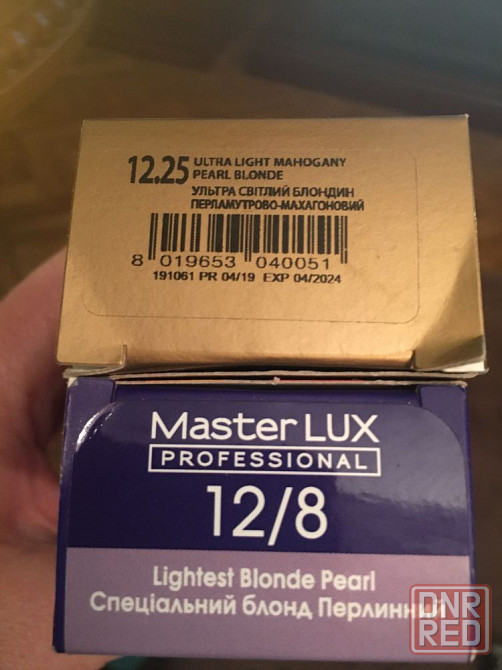 12.25 ULTRA LIGHT MAHOGANY
PEARL BLONDE
УЛЬТРА СВІТЛИЙ БЛОНДИН
ПЕРЛАМУТРОВО-МАХАГОНОВИЙ
8 019653 040051
191061 PR 04/19 EXP 04/2024
Master LUX
PROFESSIONAL
12/8
Lightest Blonde Pearl
Спеціальний блонд Перлинний
DNR
RED